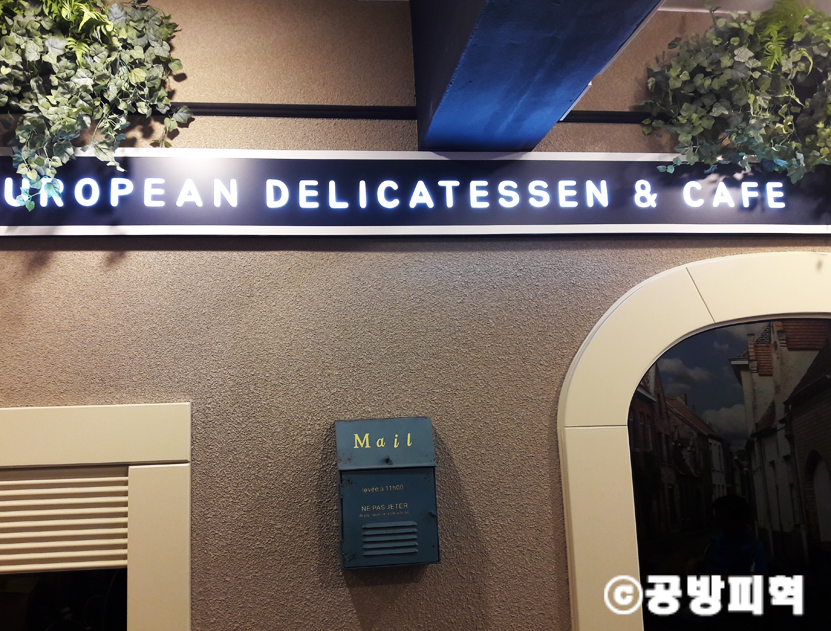 UROPEAN DELICATESSEN & CAFE
Mail
NE PAS JETER
©공방피혁